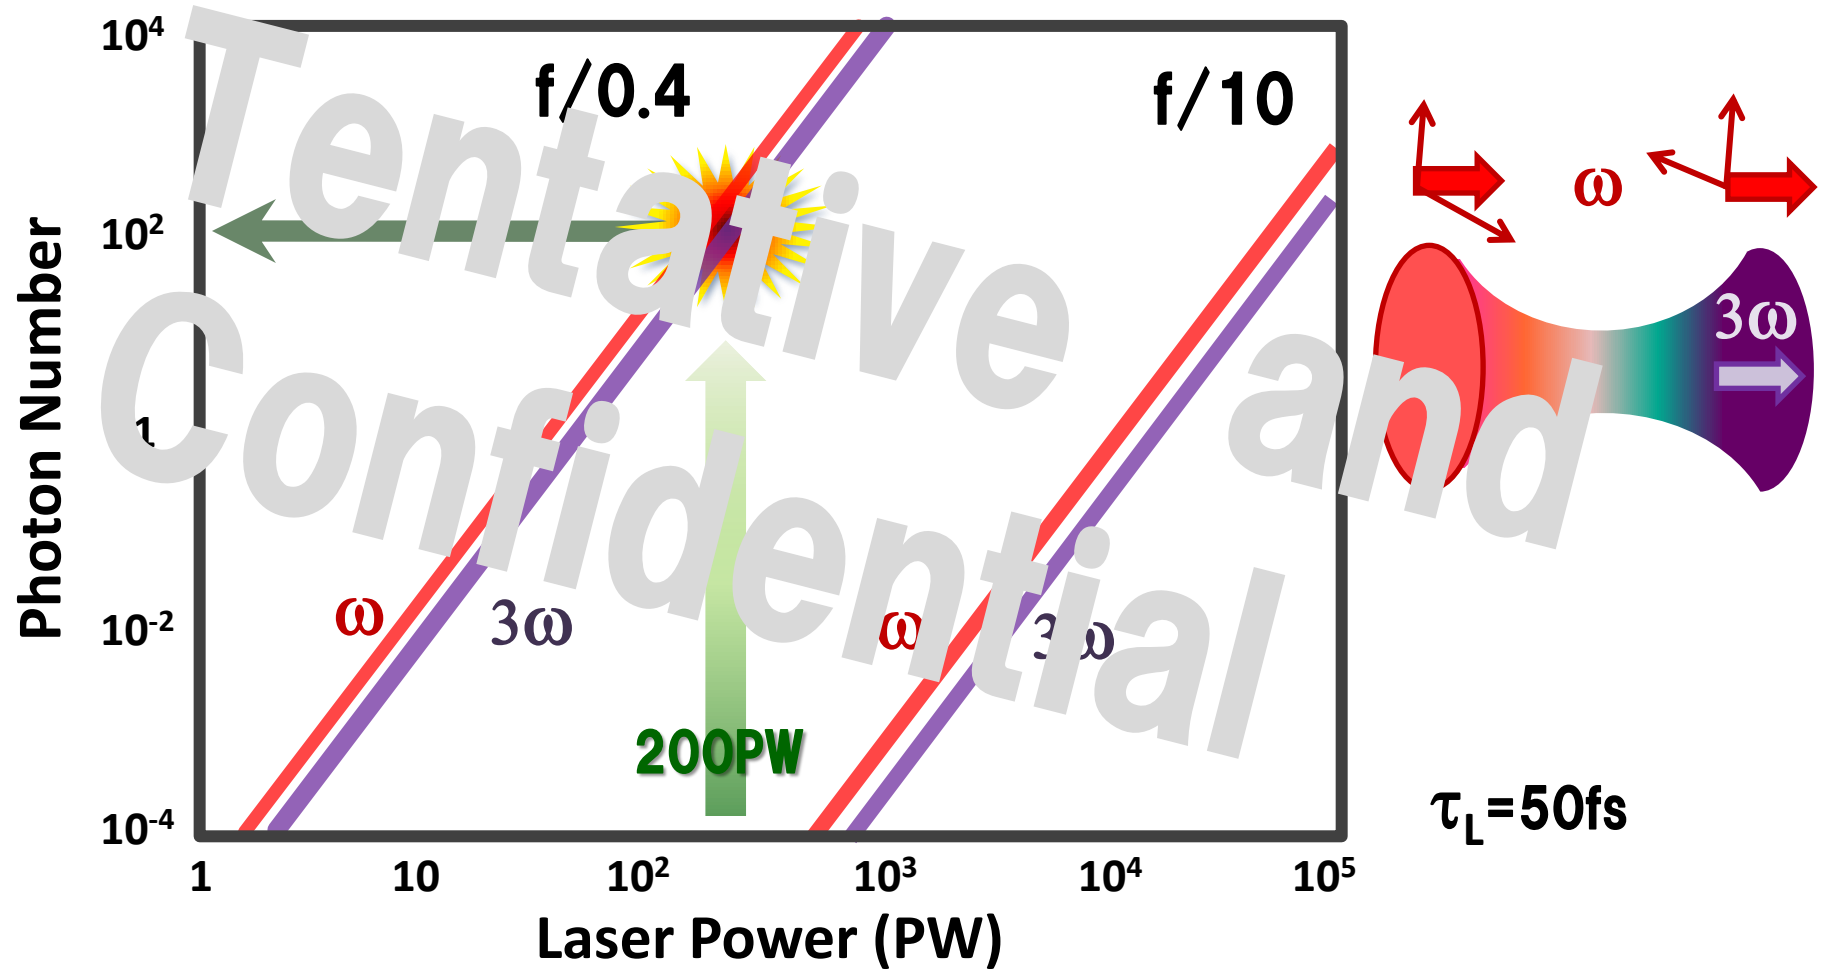 Tentative and
Confidential
f/0.4
f/10
10⁴
10²
1
10⁻²
10⁻⁴
Photon Number
ω
3ω
ω
3ω
200PW
1
10
10²
10³
10⁴
10⁵
Laser Power (PW)
ω
3ω
τL=50fs